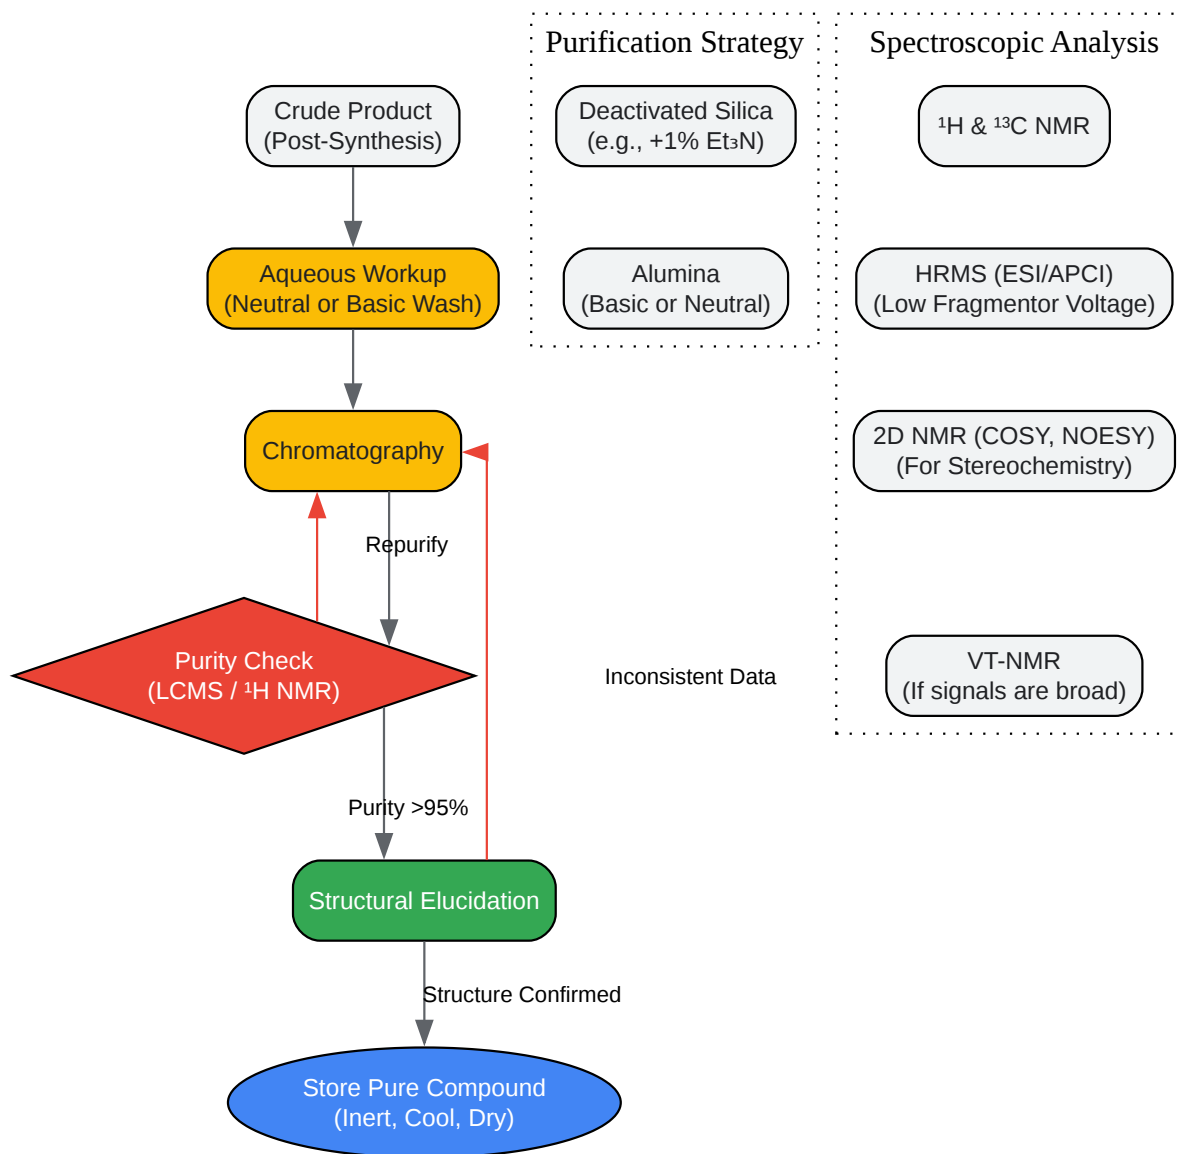 Purification Strategy
Spectroscopic Analysis
Crude Product
(Post-Synthesis)
Deactivated Silica
(e.g., +1% Et₃N)
¹H & ¹³C NMR
Aqueous Workup
(Neutral or Basic Wash)
Alumina
(Basic or Neutral)
HRMS (ESI/APCI)
(Low Fragmentor Voltage)
Chromatography
2D NMR (COSY, NOESY)
(For Stereochemistry)
Repurify
Purity Check
(LCMS / ¹H NMR)
Inconsistent Data
VT-NMR
(If signals are broad)
Purity >95%
Structural Elucidation
Structure Confirmed
Store Pure Compound
(Inert, Cool, Dry)